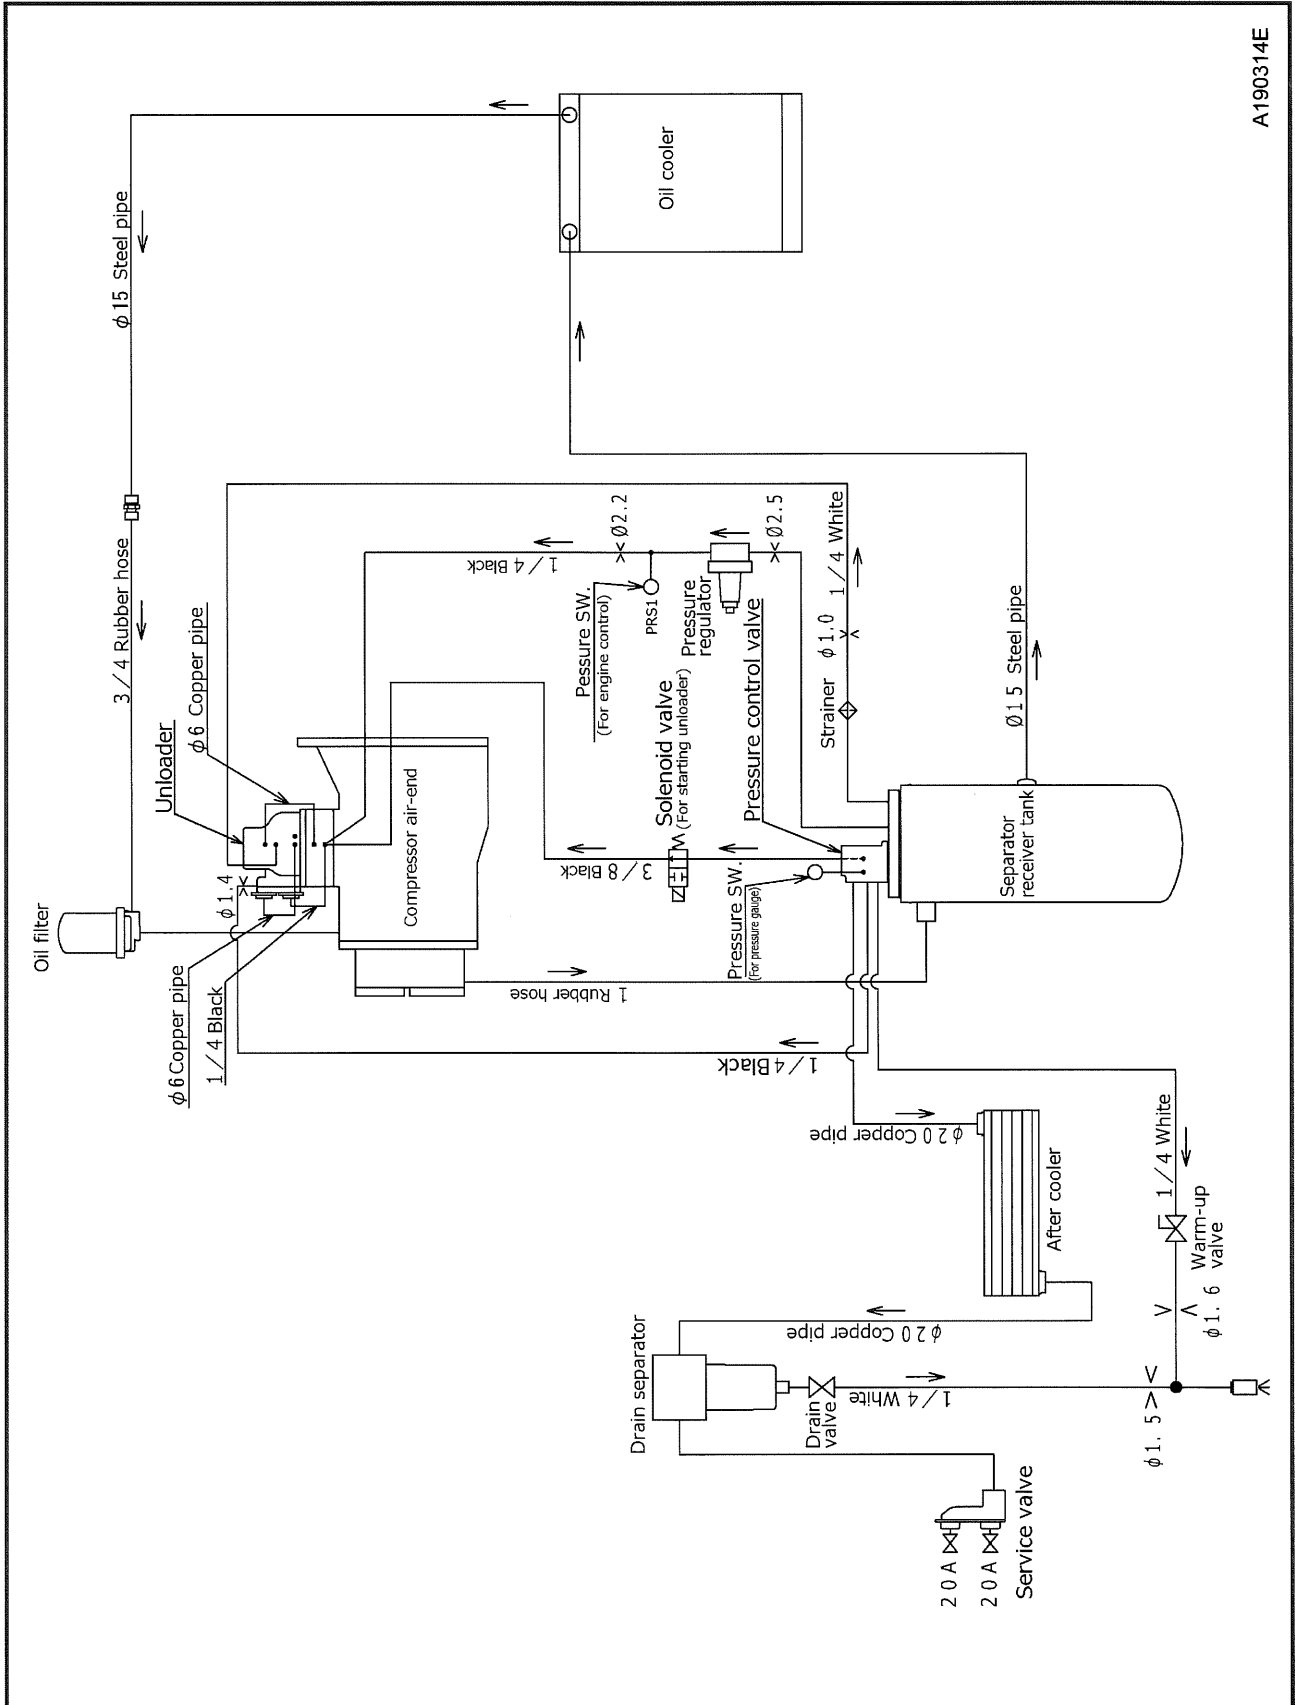 A190314E
Oil cooler
φ15 Steel pipe
3/4 Rubber hose
φ6 Copper pipe
Unloader
φ1.4
Oil filter
φ6 Copper pipe
1/4 Black
Compressor air-end
1 Rubber hose
1/4 Black
3/8 Black
Solenoid valve
(For starting unloader)
Pessure SW.
(For engine control)
PRS1
1/4 Black
Ø2.2
Pressure
regulator
Ø2.5
Pressure control valve
Strainer
φ1.0
1/4 White
Ø15 Steel pipe
Pressure SW.
(For pressure gauge)
Separator
receiver tank
φ20 Copper pipe
After cooler
1/4 White
Warm-up
valve
φ1.6
φ20 Copper pipe
Drain separator
Drain
valve
1/4 White
φ1.5
20A
20A
Service valve